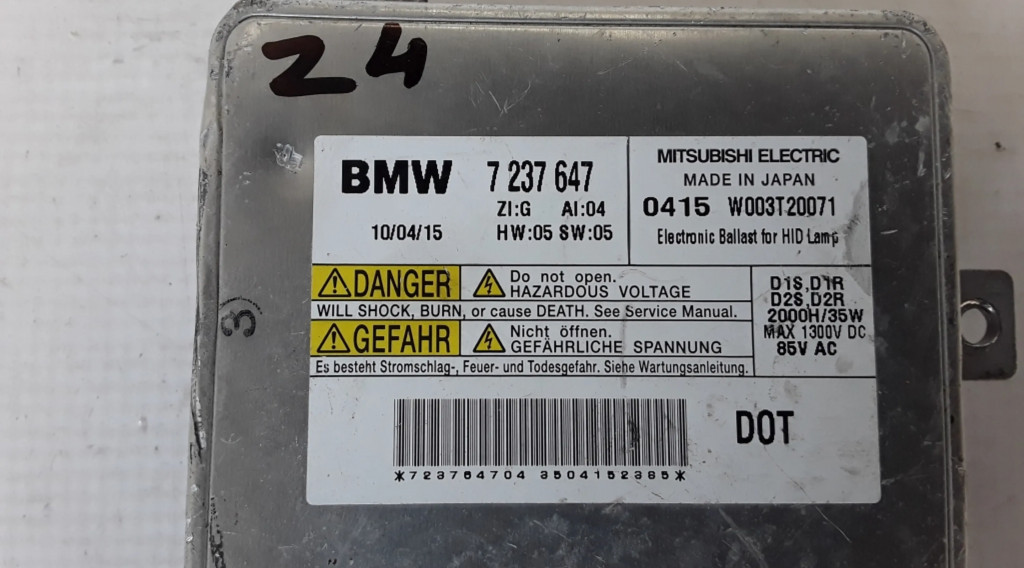 Z4
BMW 7 237 647
ZI:G AI:04
10/04/15 HW:05 SW:05
MITSUBISHI ELECTRIC
MADE IN JAPAN
0415 W003T20071
Electronic Ballast for HID Lamp
DANGER Do not open.
HAZARDOUS VOLTAGE
WILL SHOCK, BURN, or cause DEATH. See Service Manual.
GEFAHR Nicht öffnen.
GEFÄHRLICHE SPANNUNG
Es besteht Stromschlag-, Feuer- und Todesgefahr. Siehe Wartungsanleitung.
D1S,D1R
D2S,D2R
2000H/35W
MAX 1300V DC
85V AC
DOT
*723764704 3504152385*